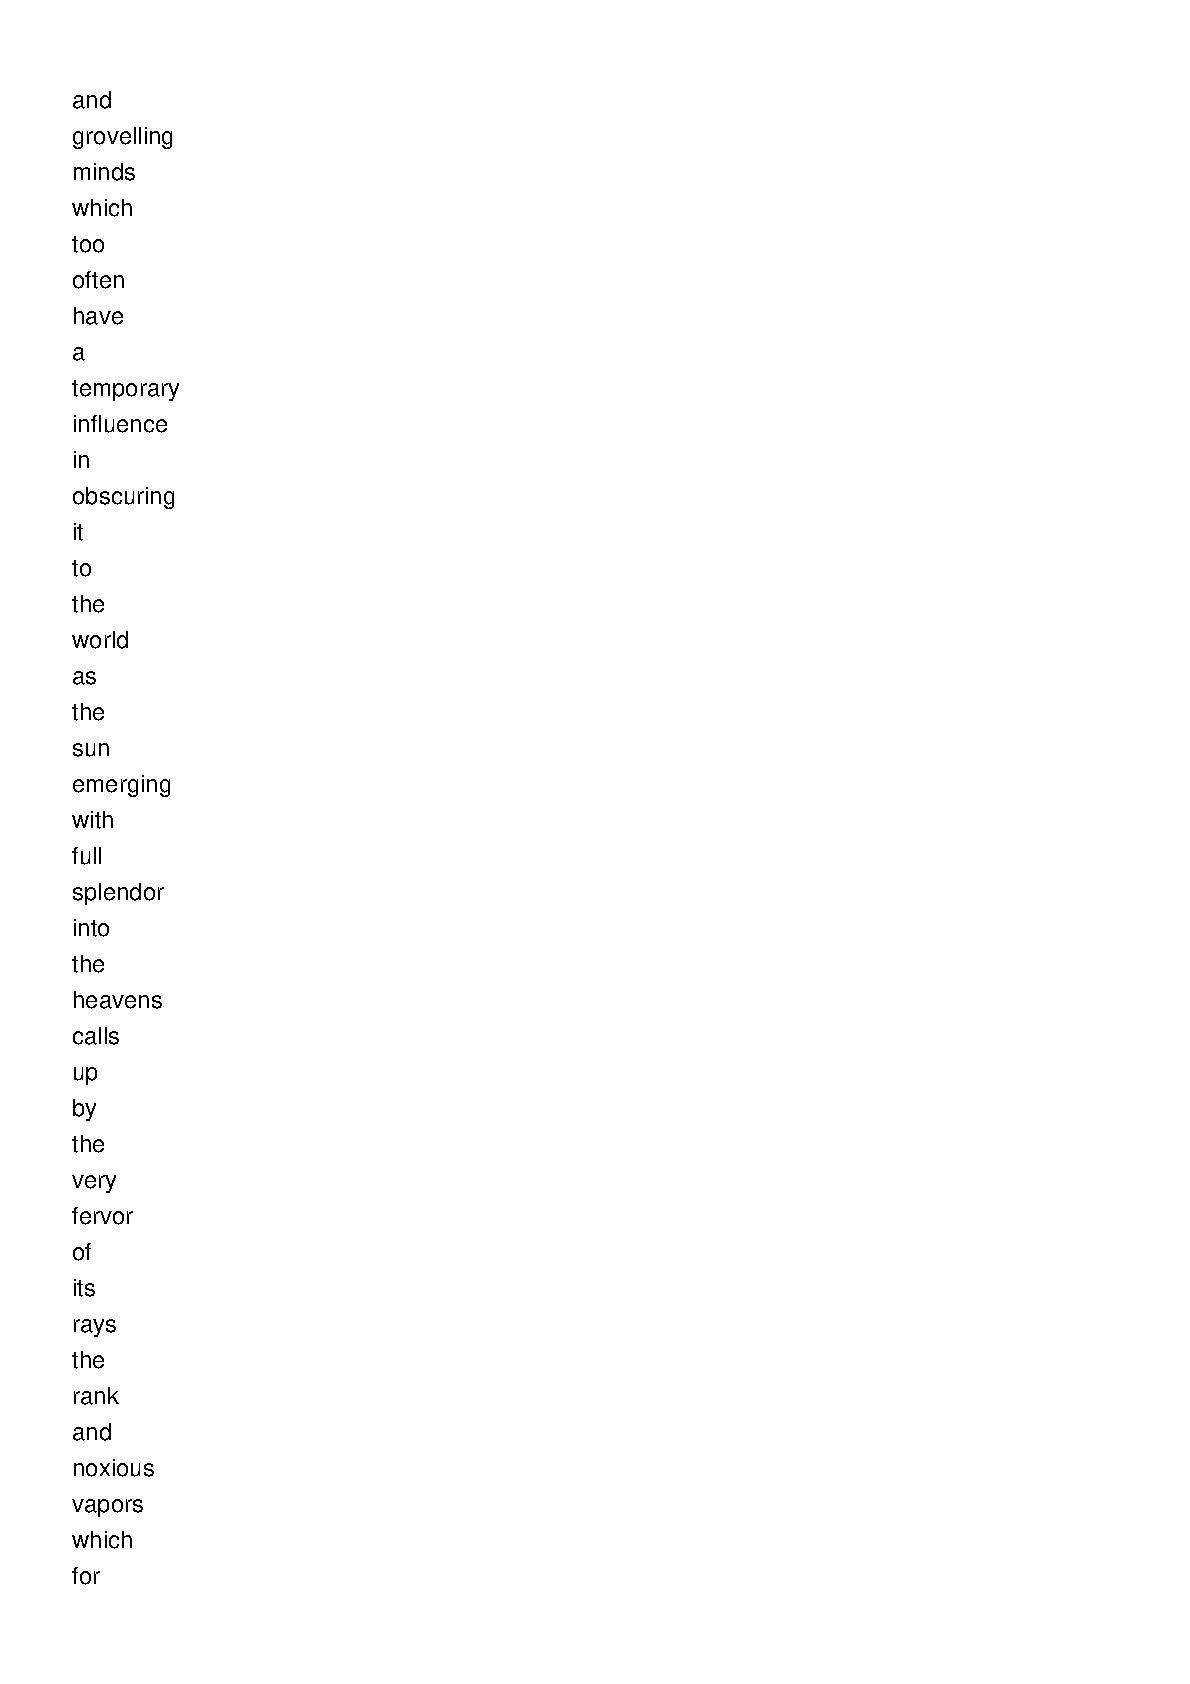 and
grovelling
minds
which
too
often
have
a
temporary
influence
in
obscuring
it
to
the
world
as
the
sun
emerging
with
full
splendor
into
the
heavens
calls
up
by
the
very
fervor
of
its
rays
the
rank
and
noxious
vapors
which
for